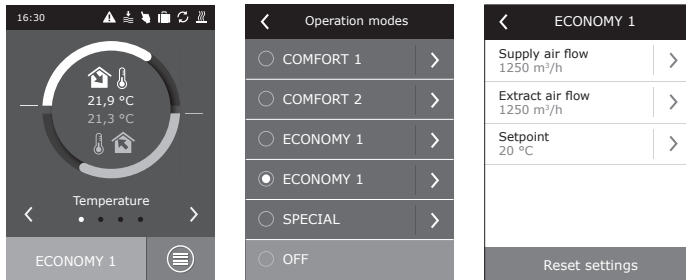 16:30
21,9 °C
21,3 °C
Temperature
ECONOMY 1
Operation modes
COMFORT 1
COMFORT 2
ECONOMY 1
ECONOMY 1
SPECIAL
OFF
ECONOMY 1
Supply air flow
1250 m³/h
Extract air flow
1250 m³/h
Setpoint
20 °C
Reset settings